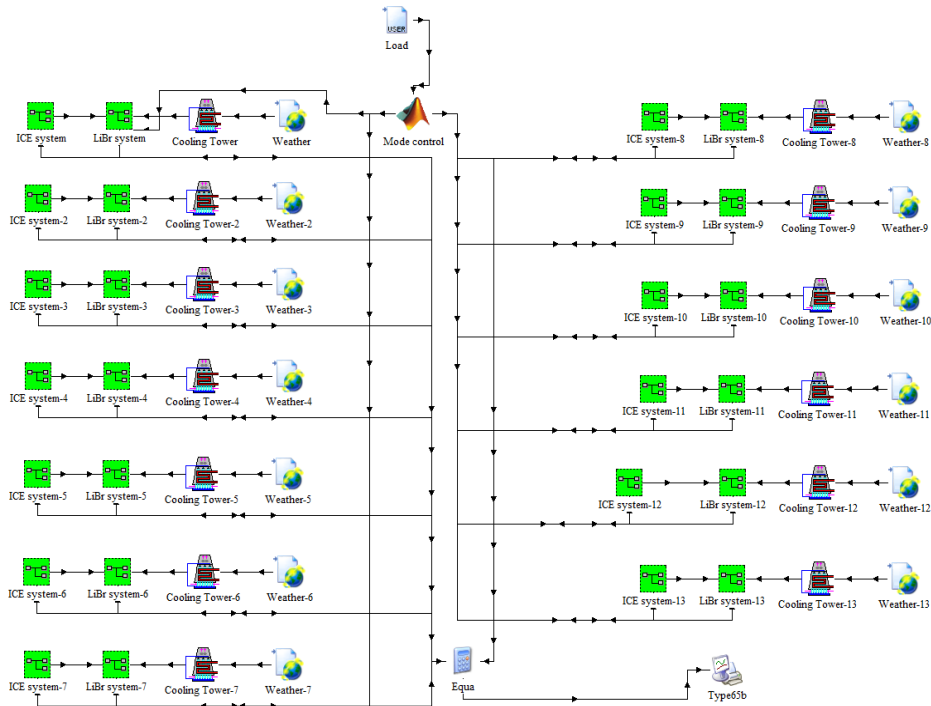 USER
Load
Mode control
ICE system
LiBr system
Cooling Tower
Weather
ICE system-2
LiBr system-2
Cooling Tower-2
Weather-2
ICE system-3
LiBr system-3
Cooling Tower-3
Weather-3
ICE system-4
LiBr system-4
Cooling Tower-4
Weather-4
ICE system-5
LiBr system-5
Cooling Tower-5
Weather-5
ICE system-6
LiBr system-6
Cooling Tower-6
Weather-6
ICE system-7
LiBr system-7
Cooling Tower-7
Weather-7
ICE system-8
LiBr system-8
Cooling Tower-8
Weather-8
ICE system-9
LiBr system-9
Cooling Tower-9
Weather-9
ICE system-10
LiBr system-10
Cooling Tower-10
Weather-10
ICE system-11
LiBr system-11
Cooling Tower-11
Weather-11
ICE system-12
LiBr system-12
Cooling Tower-12
Weather-12
ICE system-13
LiBr system-13
Cooling Tower-13
Weather-13
Equa
Type65b